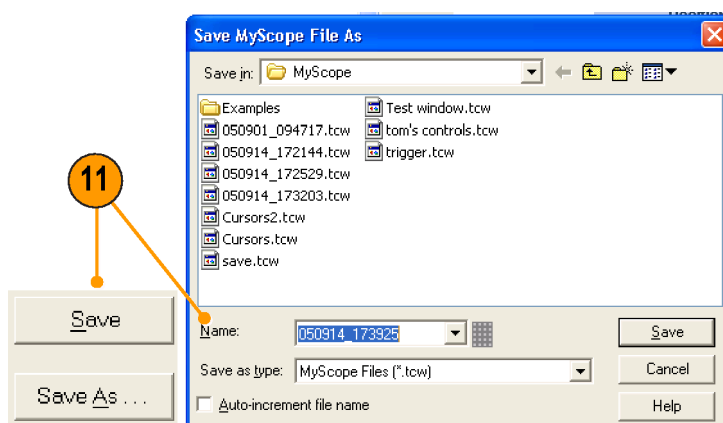 Save MyScope File As
Save in: MyScope
Examples
050901_094717.tcw
050914_172144.tcw
050914_172529.tcw
050914_173203.tcw
Cursors2.tcw
Cursors.tcw
save.tcw
Test window.tcw
tom's controls.tcw
trigger.tcw
11
Save
Save As . . .
Name: 050914_173925
Save
Save as type: MyScope Files (*.tcw)
Cancel
Auto-increment file name
Help